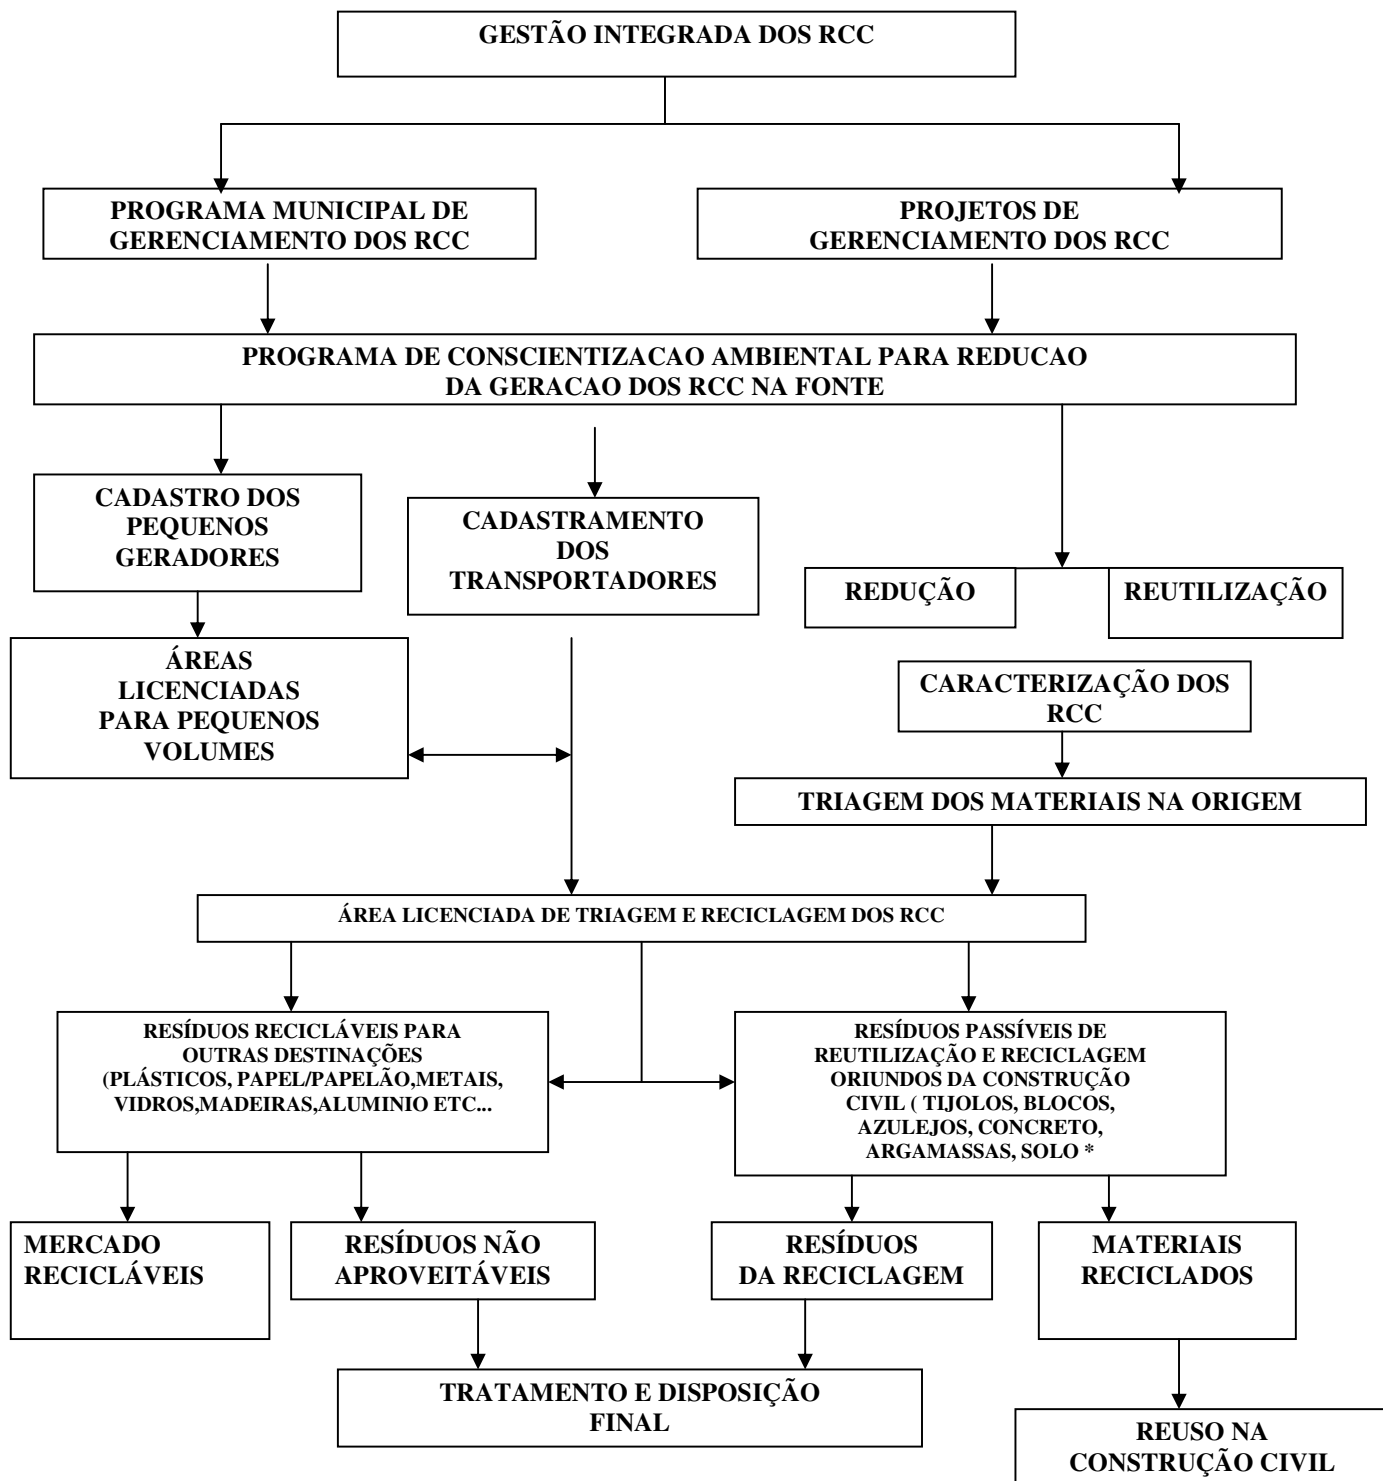 GESTÃO INTEGRADA DOS RCC
PROGRAMA MUNICIPAL DE
GERENCIAMENTO DOS RCC
PROJETOS DE
GERENCIAMENTO DOS RCC
PROGRAMA DE CONSCIENTIZACAO AMBIENTAL PARA REDUCAO
DA GERACAO DOS RCC NA FONTE
CADASTRO DOS
PEQUENOS
GERADORES
CADASTRAMENTO
DOS
TRANSPORTADORES
REDUÇÃO
REUTILIZAÇÃO
ÁREAS
LICENCIADAS
PARA PEQUENOS
VOLUMES
CARACTERIZAÇÃO DOS
RCC
TRIAGEM DOS MATERIAIS NA ORIGEM
ÁREA LICENCIADA DE TRIAGEM E RECICLAGEM DOS RCC
RESÍDUOS RECICLÁVEIS PARA
OUTRAS DESTINAÇÕES
(PLÁSTICOS, PAPEL/PAPELÃO,METAIS,
VIDROS,MADEIRAS,ALUMINIO ETC...
RESÍDUOS PASSÍVEIS DE
REUTILIZAÇÃO E RECICLAGEM
ORIUNDOS DA CONSTRUÇÃO
CIVIL ( TIJOLOS, BLOCOS,
AZULEJOS, CONCRETO,
ARGAMASSAS, SOLO *
MERCADO
RECICLÁVEIS
RESÍDUOS NÃO
APROVEITÁVEIS
RESÍDUOS
DA RECICLAGEM
MATERIAIS
RECICLADOS
TRATAMENTO E DISPOSIÇÃO
FINAL
REUSO NA
CONSTRUÇÃO CIVIL